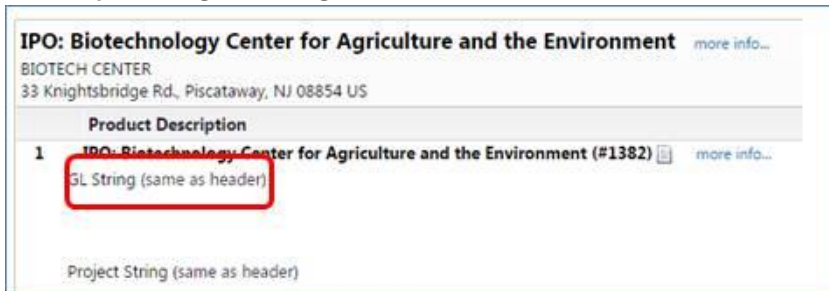 IPO: Biotechnology Center for Agriculture and the Environment more info...
BIOTECH CENTER
33 Knightsbridge Rd., Piscataway, NJ 08854 US
Product Description
1 IPO: Biotechnology Center for Agriculture and the Environment (#1382) more info...
GL String (same as header)
Project String (same as header)